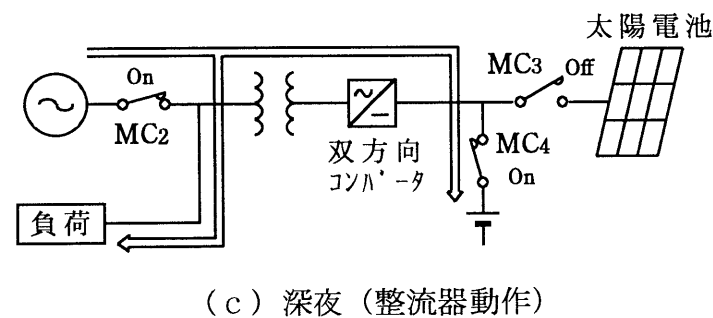 太陽電池
On
MC2
MC3
Off
双方向
コンバータ
MC4
On
負荷
(c) 深夜 (整流器動作)